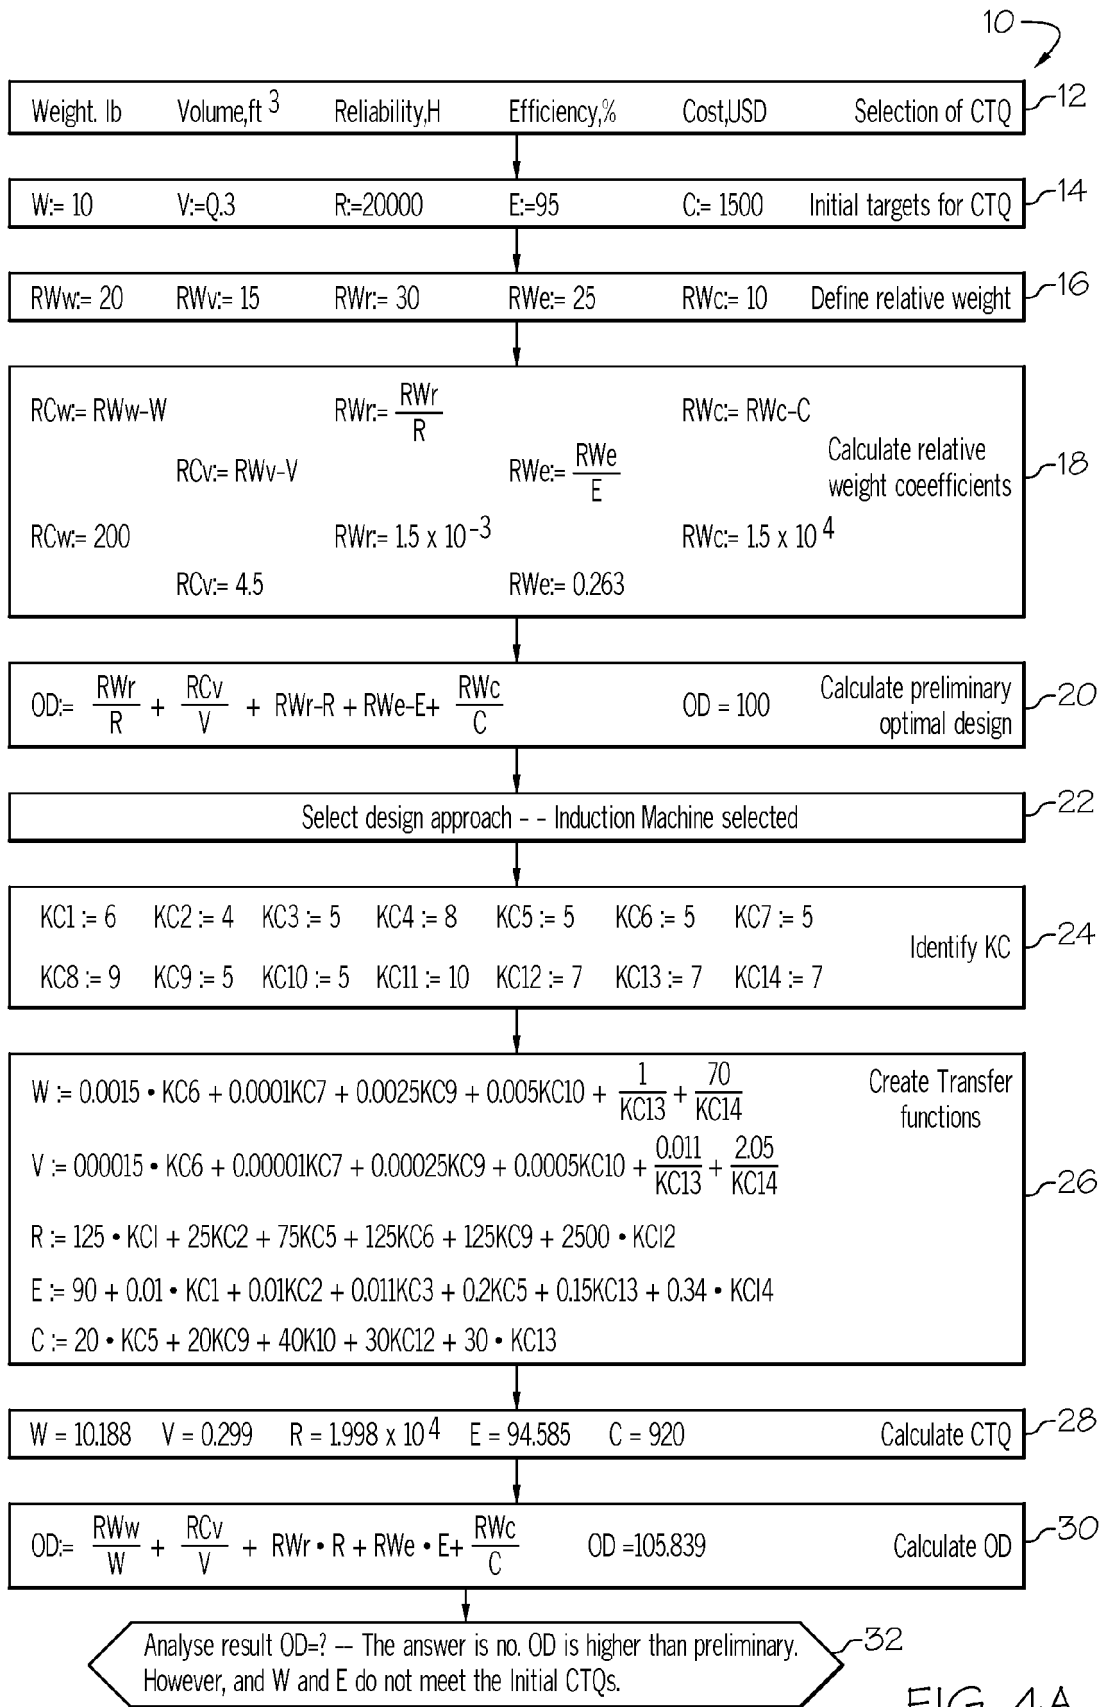 10
Weight. lb Volume,ft 3 Reliability,H Efficiency,% Cost,USD Selection of CTQ
12
W:= 10 V:=Q.3 R:=20000 E:=95 C:= 1500 Initial targets for CTQ
14
RWw:= 20 RWv:= 15 RWr:= 30 RWe:= 25 RWc:= 10 Define relative weight
16
RCw:= RWw-W RWr:= RWr/R RWc:= RWc-C
RCv:= RWv-V RWe:= RWe/E
Calculate relative
weight coeefficients
18
RCw:= 200 RWr:= 1.5 x 10 -3 RWc:= 1.5 x 10 4
RCv:= 4.5 RWe:= 0.263
OD:= RWr/R + RCv/V + RWr-R + RWe-E+ RWc/C OD = 100
Calculate preliminary
optimal design
20
Select design approach - - Induction Machine selected
22
KC1 := 6 KC2 := 4 KC3 := 5 KC4 := 8 KC5 := 5 KC6 := 5 KC7 := 5
KC8 := 9 KC9 := 5 KC10 := 5 KC11 := 10 KC12 := 7 KC13 := 7 KC14 := 7
Identify KC
24
W := 0.0015 • KC6 + 0.0001KC7 + 0.0025KC9 + 0.005KC10 + 1/KC13 + 70/KC14
Create Transfer
functions
V := 000015 • KC6 + 0.00001KC7 + 0.00025KC9 + 0.0005KC10 + 0.011/KC13 + 2.05/KC14
26
R := 125 • KCI + 25KC2 + 75KC5 + 125KC6 + 125KC9 + 2500 • KCI2
E := 90 + 0.01 • KC1 + 0.01KC2 + 0.011KC3 + 0.2KC5 + 0.15KC13 + 0.34 • KCI4
C := 20 • KC5 + 20KC9 + 40K10 + 30KC12 + 30 • KC13
W = 10.188 V = 0.299 R = 1.998 x 10 4 E = 94.585 C = 920 Calculate CTQ
28
OD:= RWw/W + RCv/V + RWr • R + RWe • E+ RWc/C OD =105.839 Calculate OD
30
Analyse result OD=? -- The answer is no. OD is higher than preliminary.
However, and W and E do not meet the Initial CTQs.
32
FIG. 4A